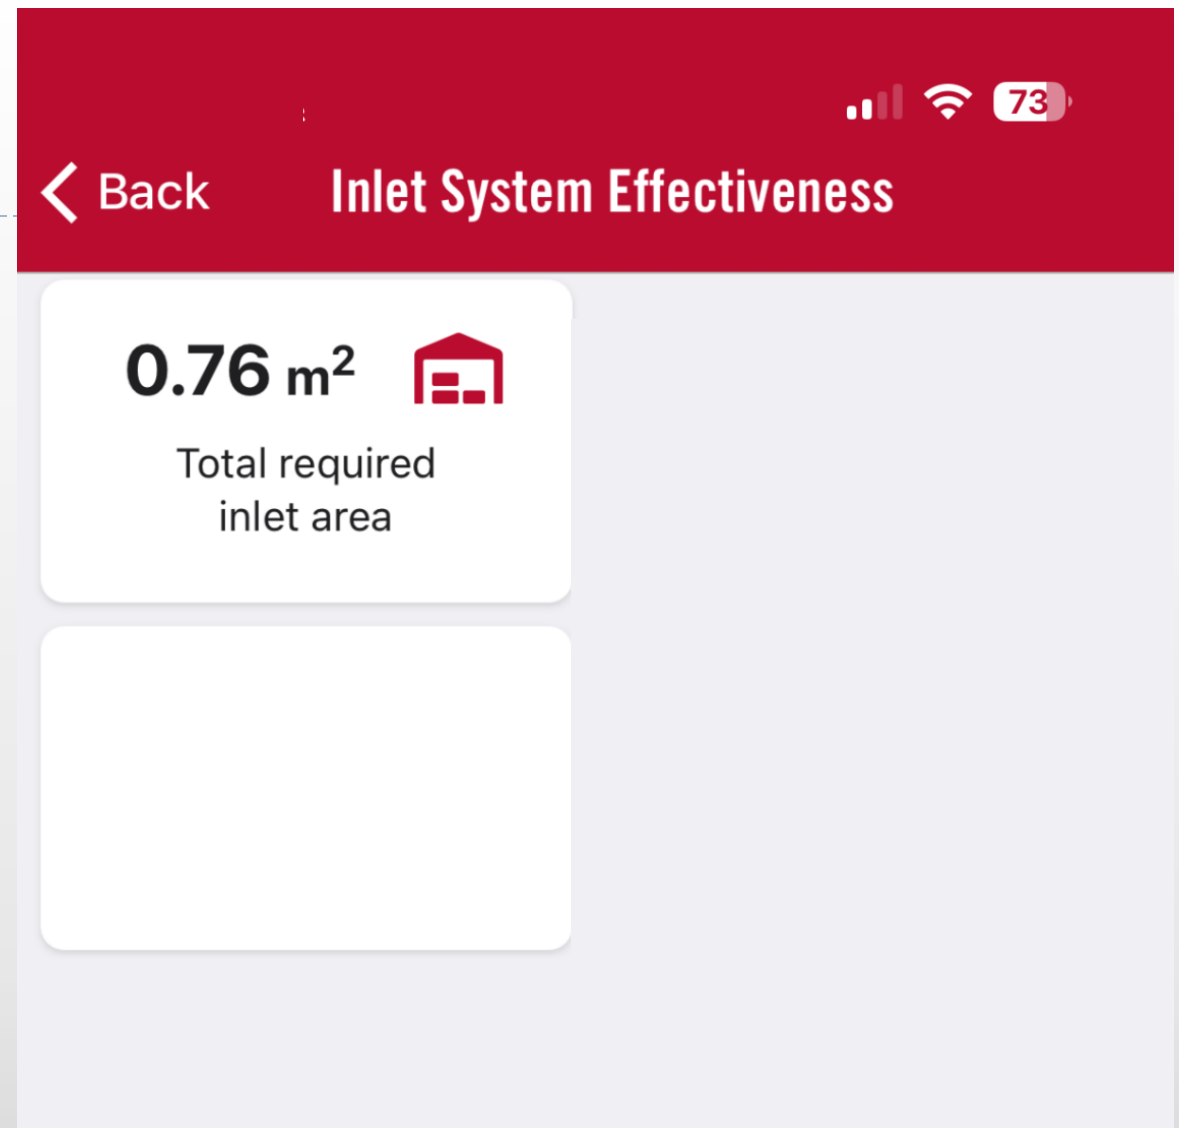 73
Back
Inlet System Effectiveness
0.76 m²
Total required
inlet area